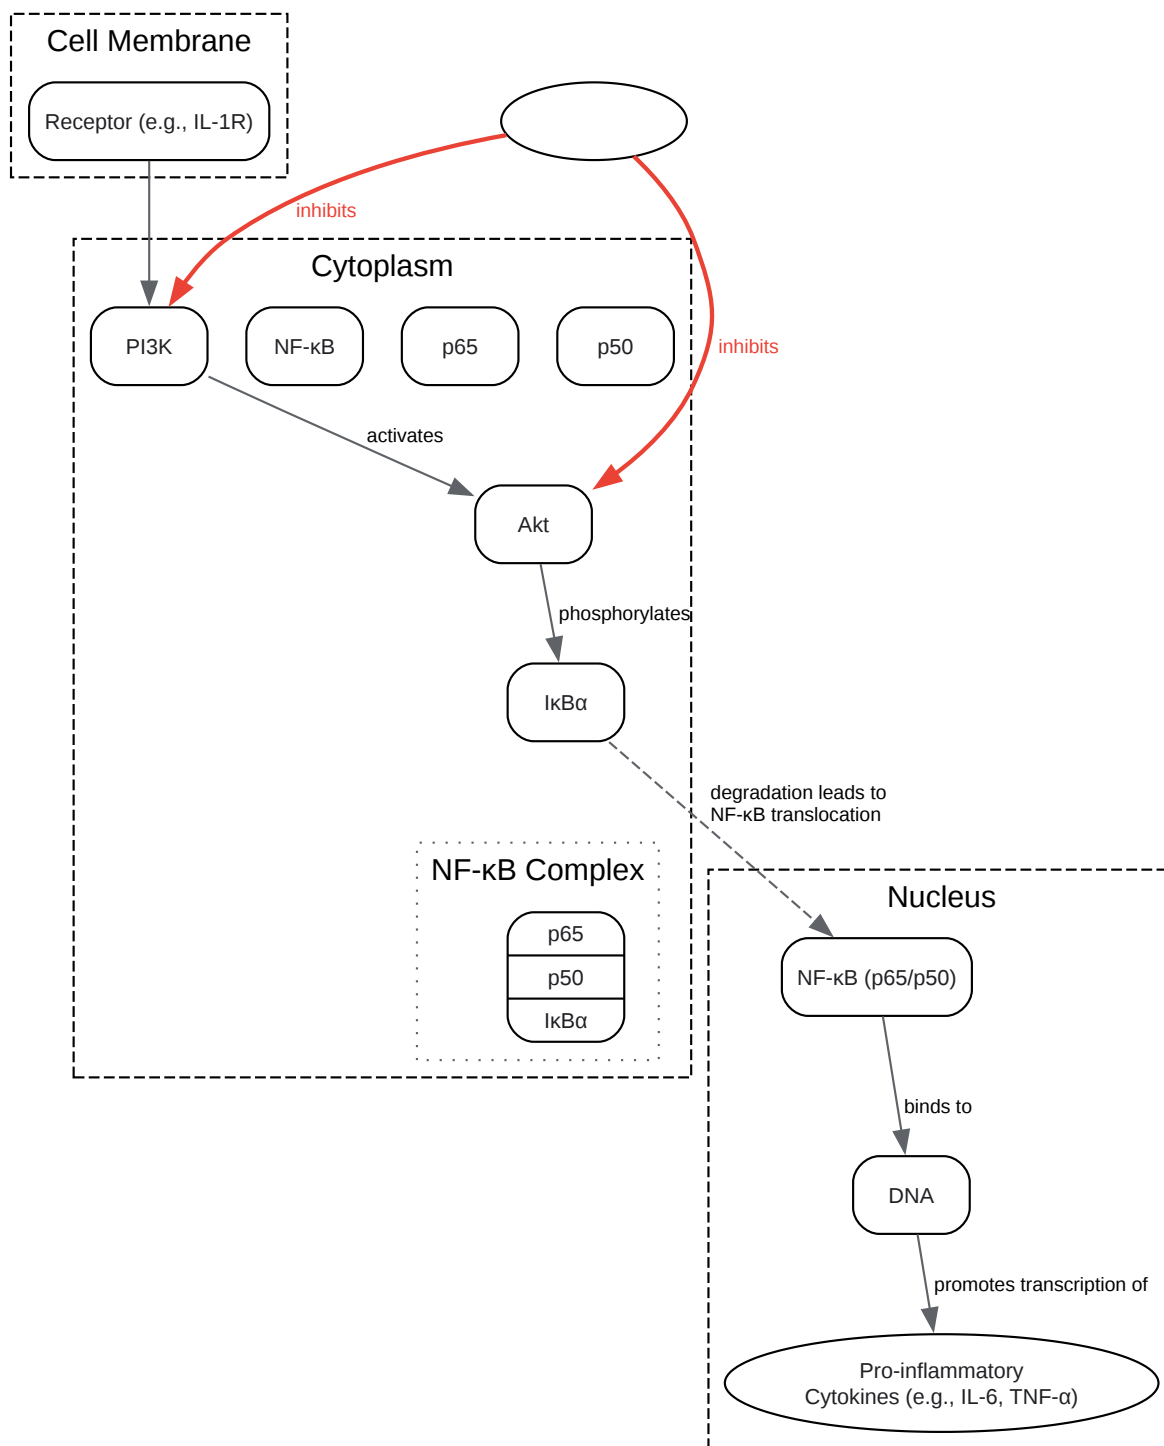 Cell Membrane
Receptor (e.g., IL-1R)
inhibits
Cytoplasm
PI3K
NF-κB
p65
p50
inhibits
activates
Akt
phosphorylates
IκBα
degradation leads to
NF-κB translocation
NF-κB Complex
p65
p50
IκBα
Nucleus
NF-κB (p65/p50)
binds to
DNA
promotes transcription of
Pro-inflammatory
Cytokines (e.g., IL-6, TNF-α)